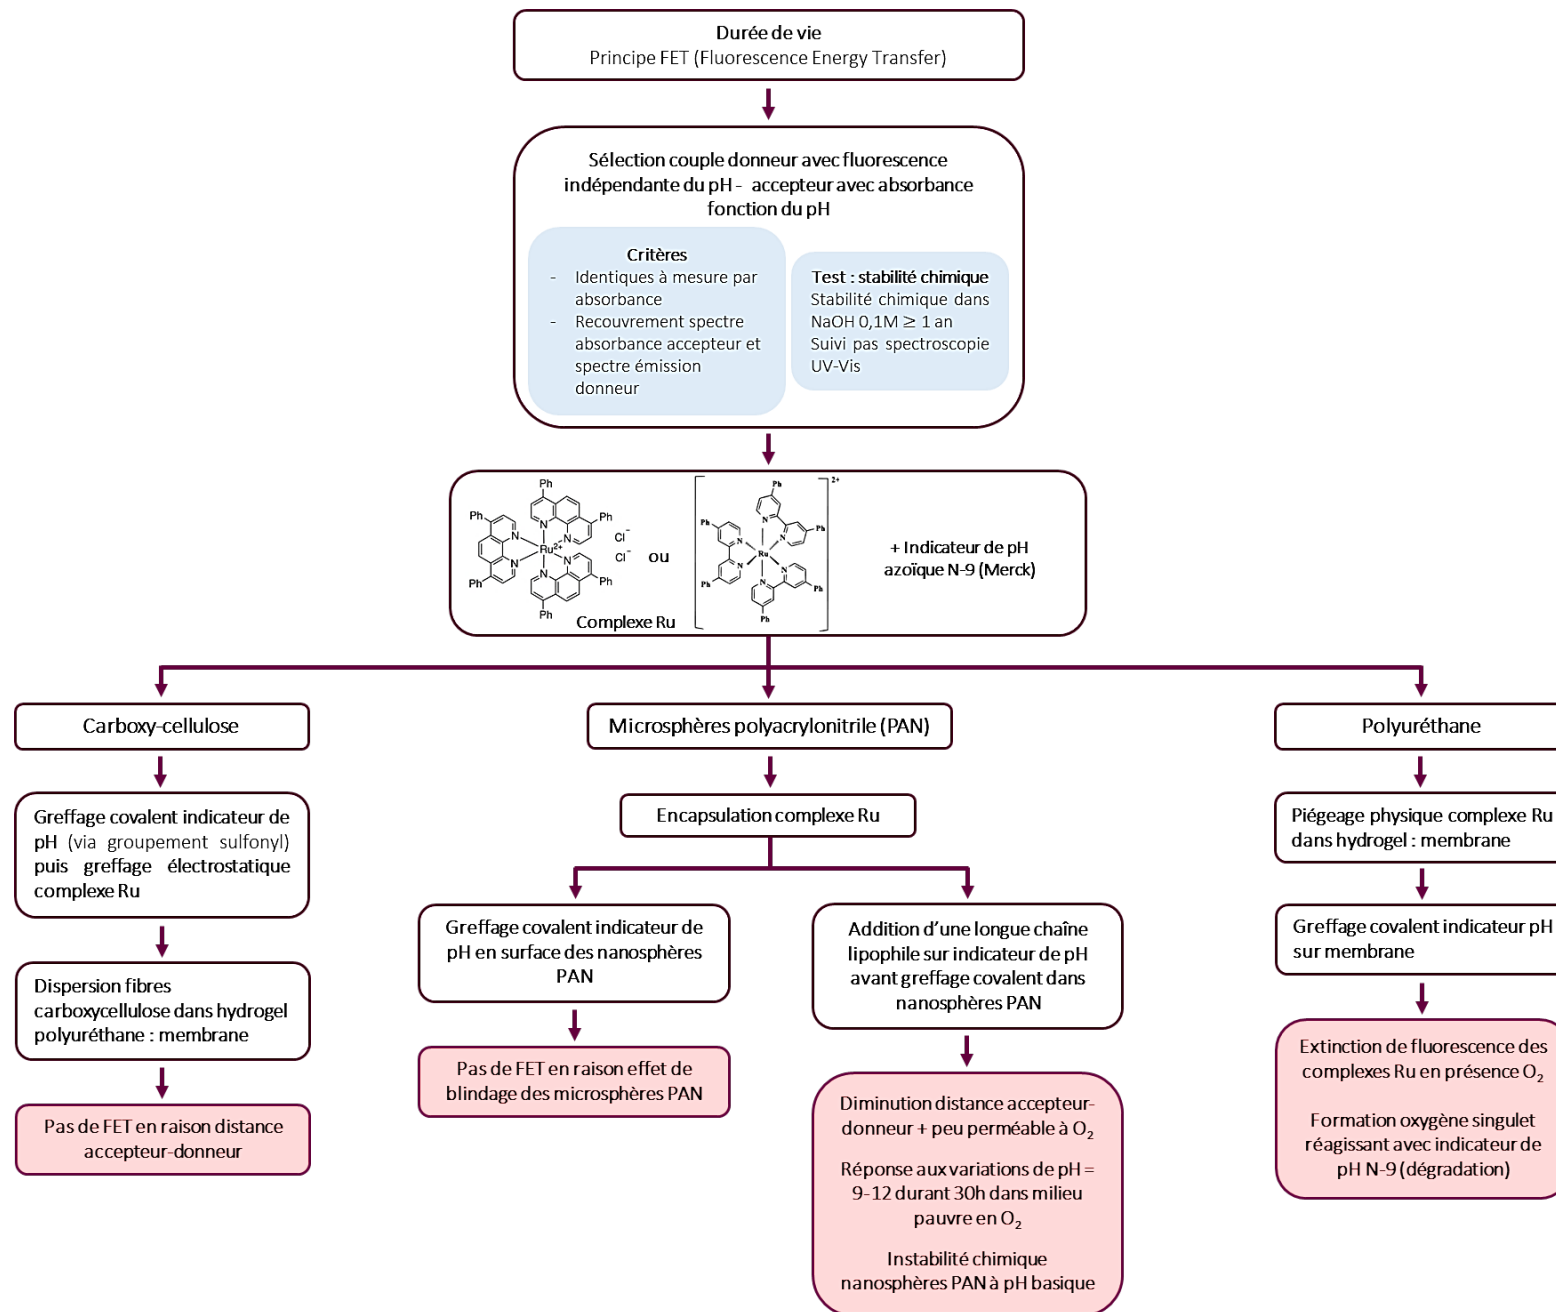 Durée de vie
Principe FET (Fluorescence Energy Transfer)
Sélection couple donneur avec fluorescence
indépendante du pH - accepteur avec absorbance
fonction du pH
Critères
- Identiques à mesure par
absorbance
- Recouvrement spectre
absorbance accepteur et
spectre émission
donneur
Test : stabilité chimique
Stabilité chimique dans
NaOH 0,1M ≥ 1 an
Suivi pas spectroscopie
UV-Vis
Ph
Ph
Ph
Ph
Ph
Ph
N
N
N
N
N
N
Ru2+
Cl−
Cl−
ou
Ph
Ph
Ph
Ph
Ph
Ph
N
N
N
N
N
N
Ru
2+
Complexe Ru
+ Indicateur de pH
azoïque N-9 (Merck)
Carboxy-cellulose
Greffage covalent indicateur de
pH (via groupement sulfonyl)
puis greffage électrostatique
complexe Ru
Dispersion fibres
carboxycellulose dans hydrogel
polyuréthane : membrane
Pas de FET en raison distance
accepteur-donneur
Microsphères polyacrylonitrile (PAN)
Encapsulation complexe Ru
Greffage covalent indicateur de
pH en surface des nanosphères
PAN
Pas de FET en raison effet de
blindage des microsphères PAN
Addition d'une longue chaîne
lipophile sur indicateur de pH
avant greffage covalent dans
nanosphères PAN
Diminution distance accepteur-
donneur + peu perméable à O2
Réponse aux variations de pH =
9-12 durant 30h dans milieu
pauvre en O2
Instabilité chimique
nanosphères PAN à pH basique
Polyuréthane
Piégeage physique complexe Ru
dans hydrogel : membrane
Greffage covalent indicateur pH
sur membrane
Extinction de fluorescence des
complexes Ru en présence O2
Formation oxygène singulet
réagissant avec indicateur de
pH N-9 (dégradation)